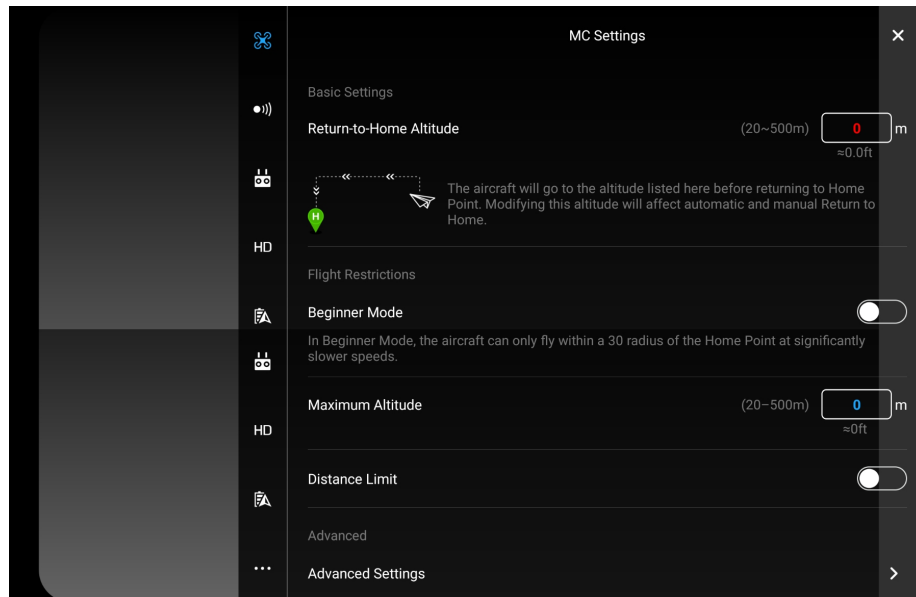 MC Settings
Basic Settings
Return-to-Home Altitude (20~500m) 0 m
≈0.0ft
The aircraft will go to the altitude listed here before returning to Home
Point. Modifying this altitude will affect automatic and manual Return to
Home.
H
HD
Flight Restrictions
Beginner Mode
In Beginner Mode, the aircraft can only fly within a 30 radius of the Home Point at significantly
slower speeds.
Maximum Altitude (20~500m) 0 m
≈0ft
HD
Distance Limit
Advanced
Advanced Settings